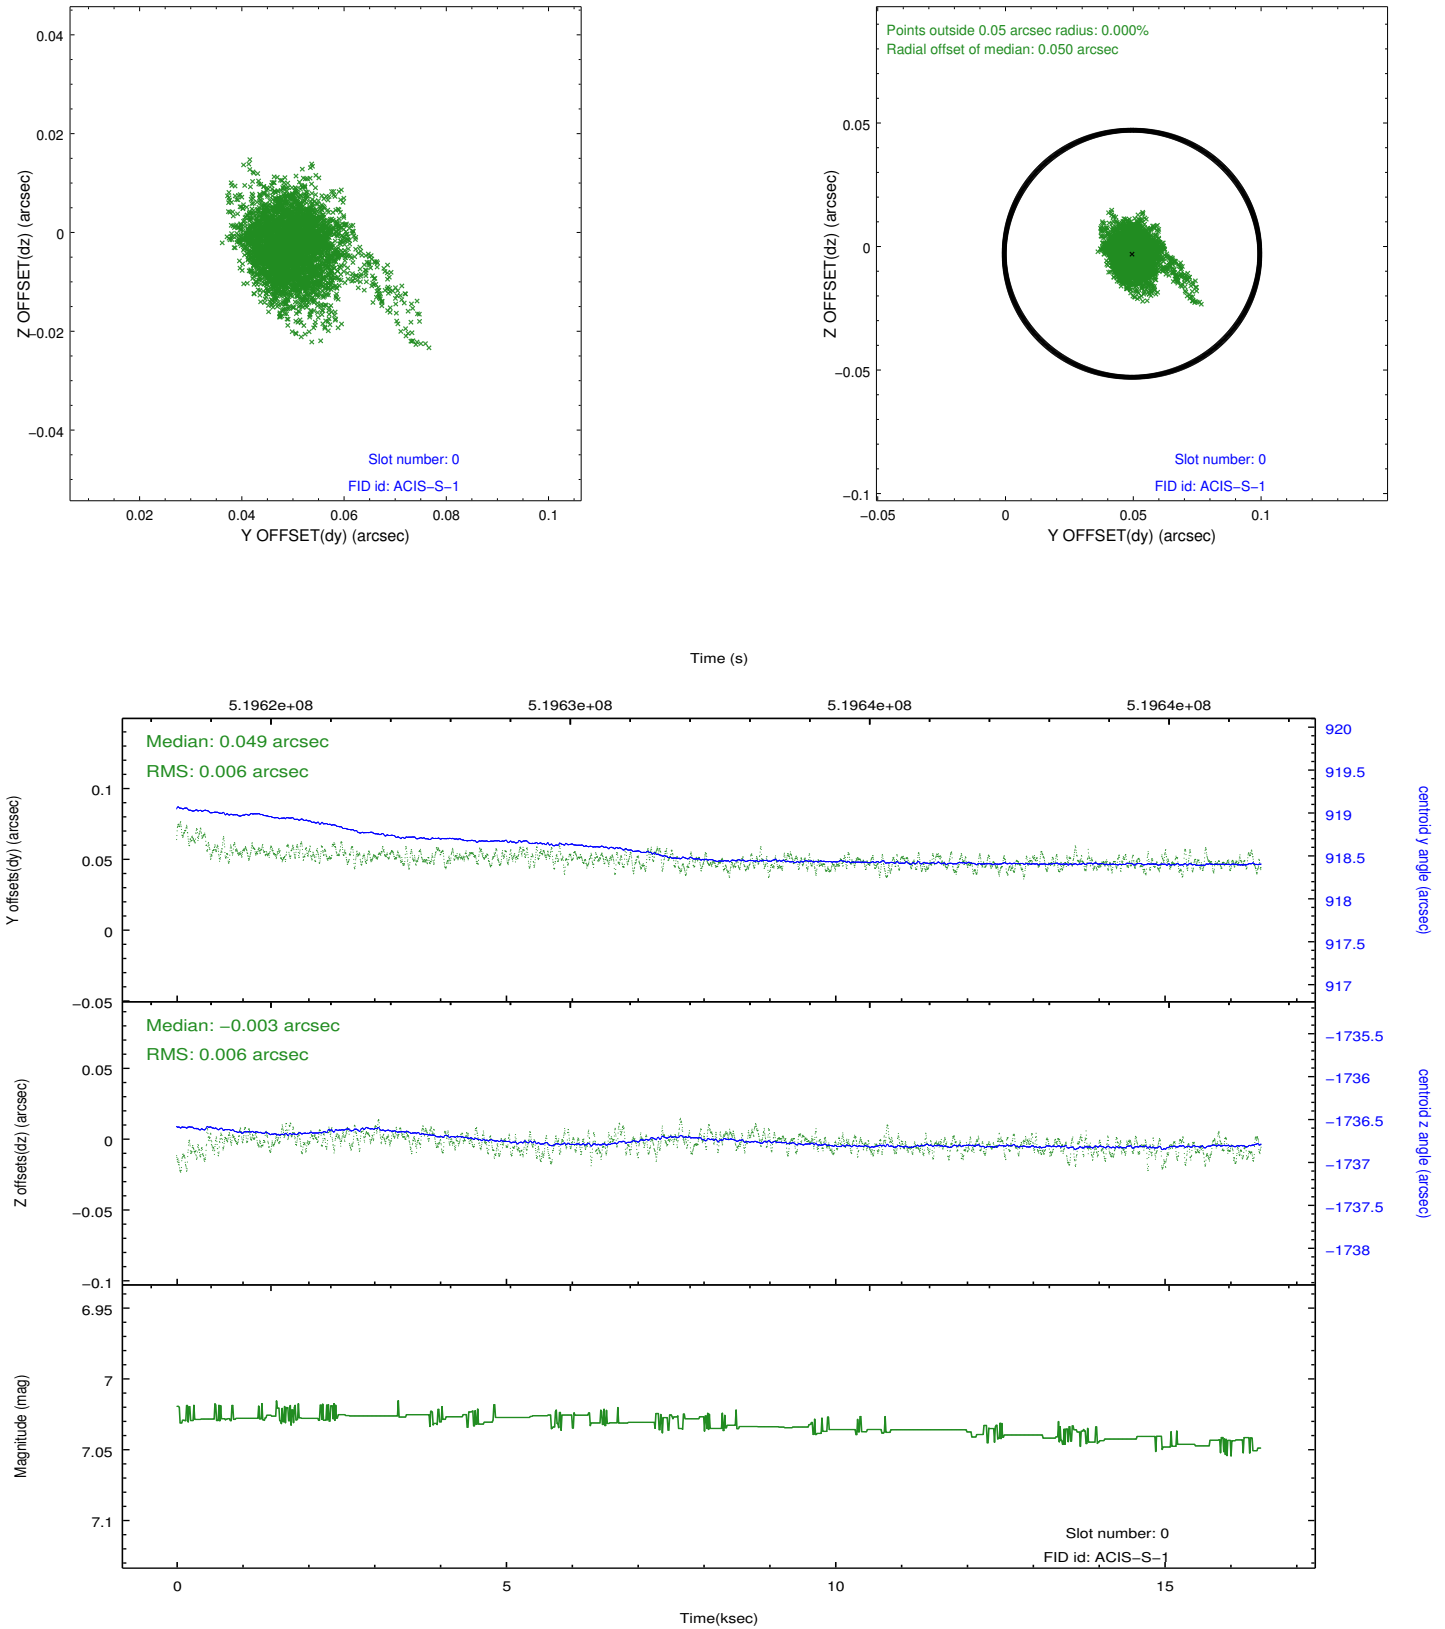 0.04
0.02
0
−0.02
−0.04
Z OFFSET(dz) (arcsec)
Slot number: 0
FID id: ACIS−S−1
0.02
0.04
0.06
0.08
0.1
Y OFFSET(dy) (arcsec)
Points outside 0.05 arcsec radius: 0.000%
Radial offset of median: 0.050 arcsec
0.05
0
−0.05
−0.1
Z OFFSET(dz) (arcsec)
Slot number: 0
FID id: ACIS−S−1
−0.05
0
0.05
0.1
Y OFFSET(dy) (arcsec)
Time (s)
5.1962e+08
5.1963e+08
5.1964e+08
5.1964e+08
Median: 0.049 arcsec
RMS: 0.006 arcsec
0.1
0.05
0
−0.05
Y offsets(dy) (arcsec)
920
919.5
919
918.5
918
917.5
917
centroid y angle (arcsec)
Median: −0.003 arcsec
RMS: 0.006 arcsec
0.05
0
−0.05
−0.1
Z offsets(dz) (arcsec)
−1735.5
−1736
−1736.5
−1737
−1737.5
−1738
centroid z angle (arcsec)
6.95
7
7.05
7.1
Magnitude (mag)
Slot number: 0
FID id: ACIS−S−1
0
5
10
15
Time(ksec)